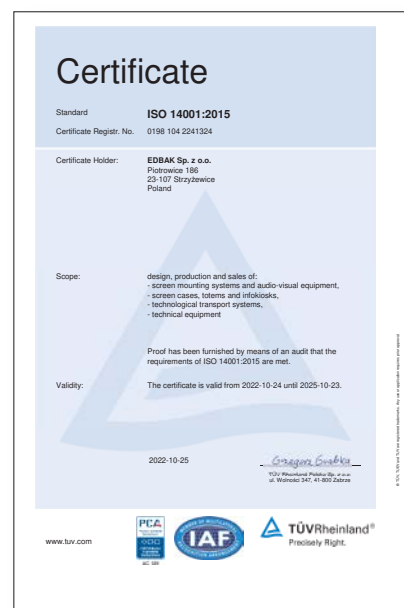 Certificate
Standard ISO 14001:2015
Certificate Registr. No. 0198 104 2241324
Certificate Holder: EDBAK Sp. z o.o.
Piotrowice 186
23-107 Strzyżewice
Poland
Scope: design, production and sales of:
- screen mounting systems and audio-visual equipment,
- screen cases, totems and infokiosks,
- technological transport systems,
- technical equipment
Proof has been furnished by means of an audit that the
requirements of ISO 14001:2015 are met.
Validity: The certificate is valid from 2022-10-24 until 2025-10-23.
2022-10-25
TÜV Rheinland Polska Sp. z o.o.
ul. Wolności 347, 41-800 Zabrze
www.tuv.com
PCA
IAF
TÜVRheinland®
Precisely Right.